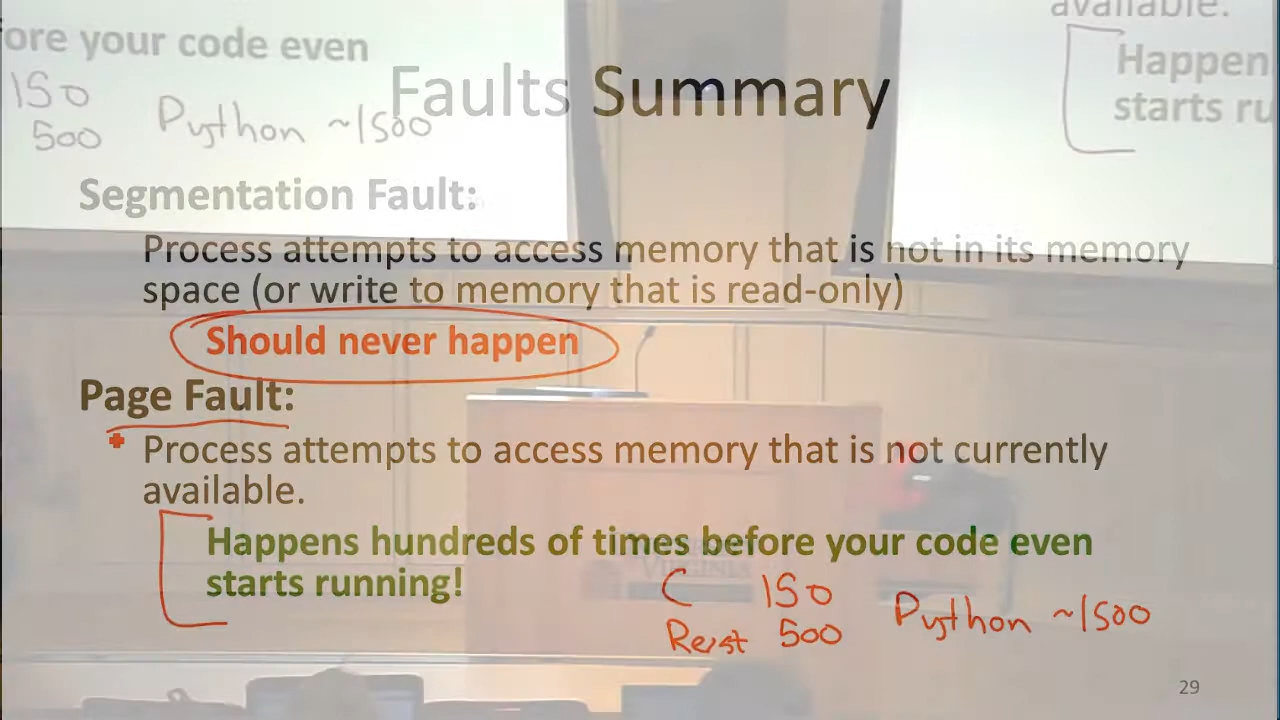 available.
ore your code even
Happen
starts ru
150
500
Python ~1500
Faults Summary
Segmentation Fault:
Process attempts to access memory that is not in its memory
space (or write to memory that is read-only)
Should never happen
Page Fault:
Process attempts to access memory that is not currently
available.
Happens hundreds of times before your code even
starts running!
C 150
Rust 500
Python ~1500
VIRGINIA
29